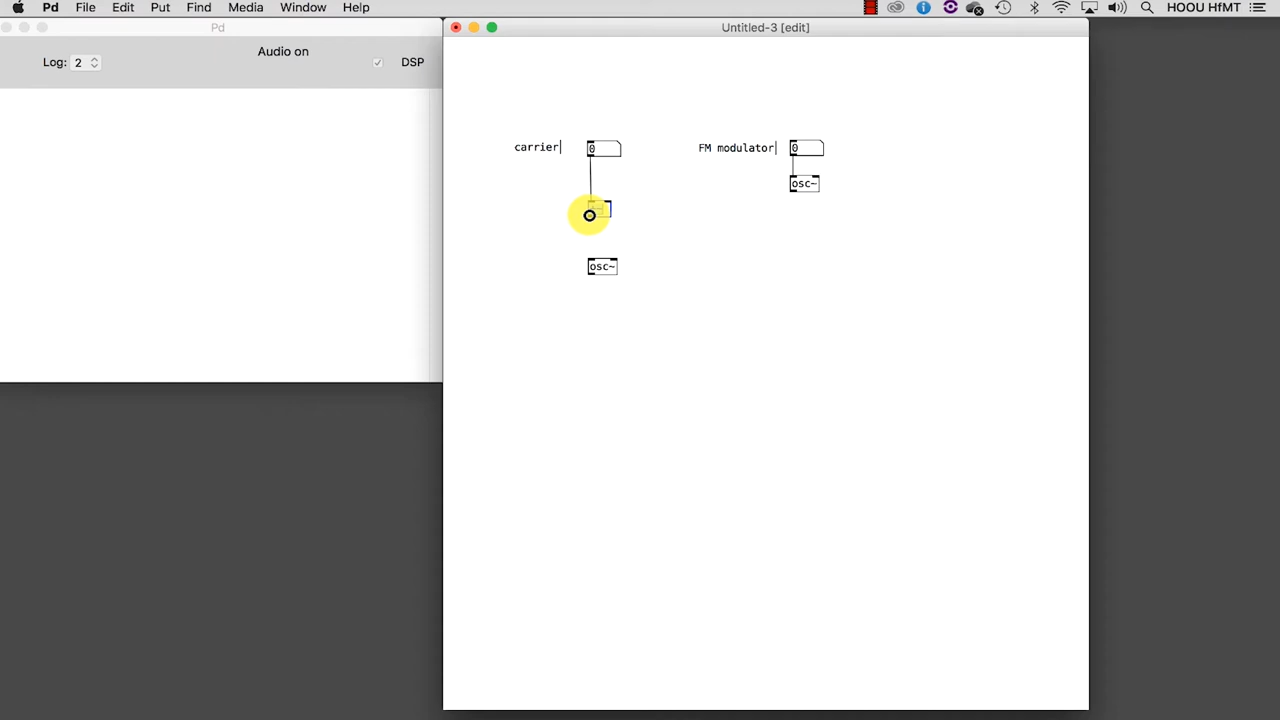 Pd File Edit Put Find Media Window Help HOOU HfMT
Pd
Untitled-3 [edit]
Audio on
Log: 2 DSP
carrier 0 FM modulator 0
osc~
osc~